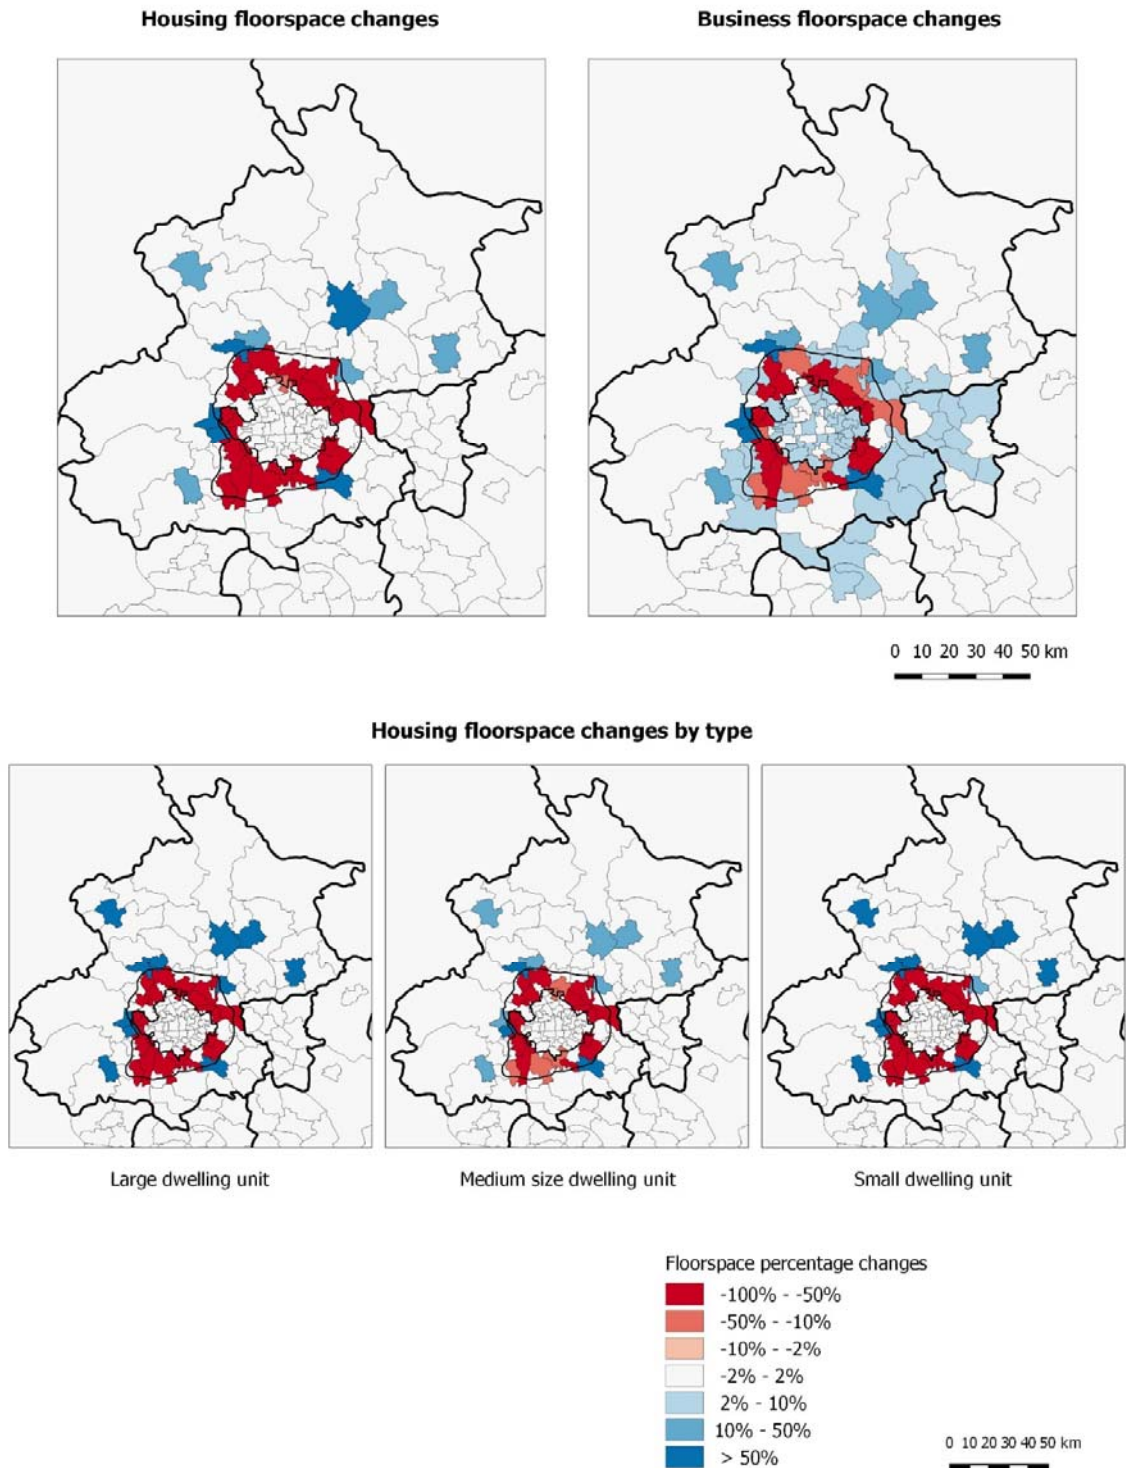 Housing floorspace changes
Business floorspace changes
0 10 20 30 40 50 km
Housing floorspace changes by type
Large dwelling unit
Medium size dwelling unit
Small dwelling unit
Floorspace percentage changes
-100% - -50%
-50% - -10%
-10% - -2%
-2% - 2%
2% - 10%
10% - 50%
> 50%
0 10 20 30 40 50 km